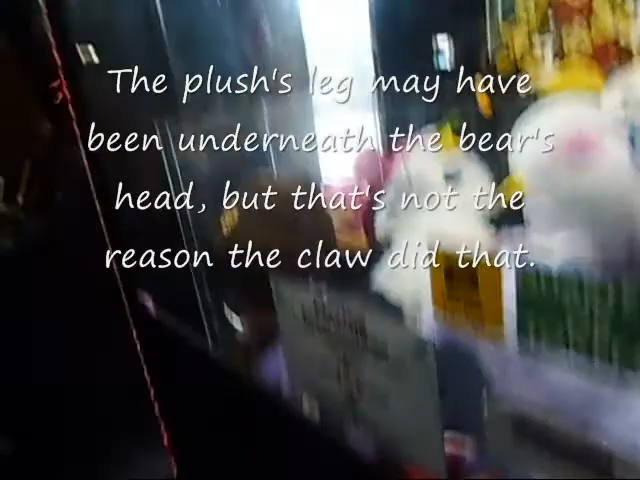 The plush's leg may have
been underneath the bear's
head, but that's not the
reason the claw did that.